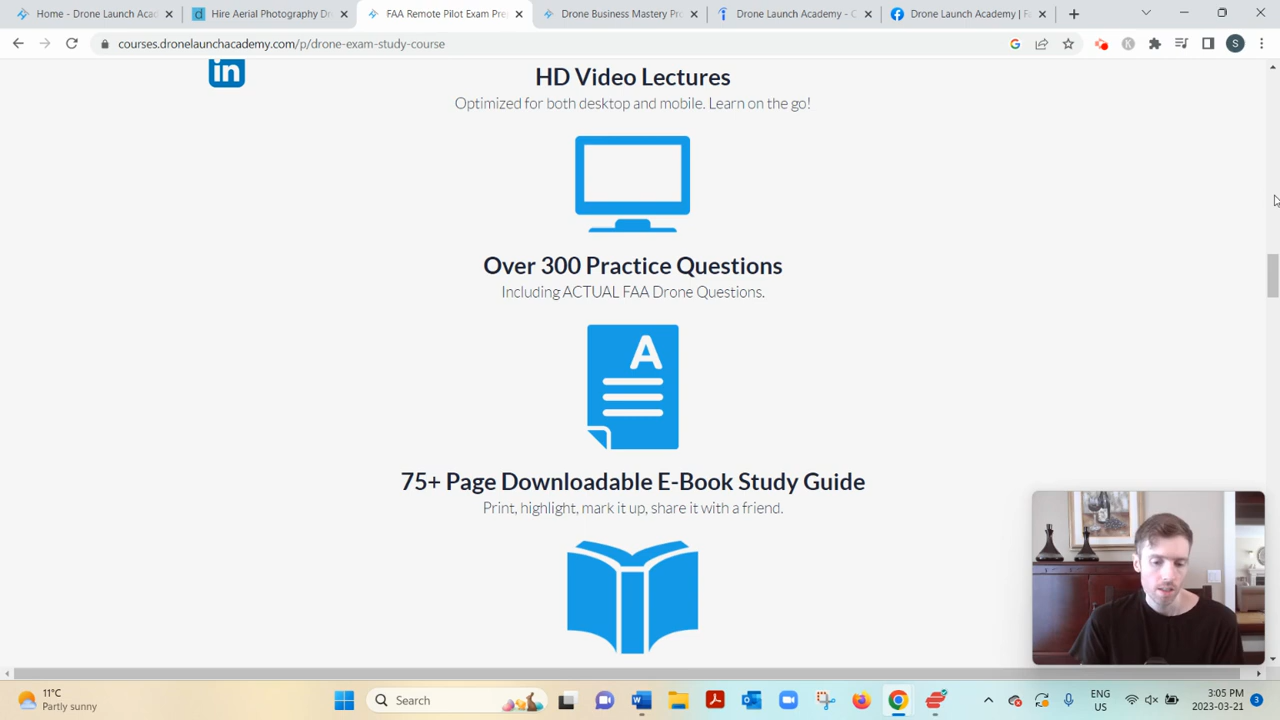 Home - Drone Launch Acad
Hire Aerial Photography Dr
FAA Remote Pilot Exam Pre
Drone Business Mastery Pr
Drone Launch Academy - C
Drone Launch Academy | Fa
courses.dronelaunchacademy.com/p/drone-exam-study-course
in
HD Video Lectures
Optimized for both desktop and mobile. Learn on the go!
Over 300 Practice Questions
Including ACTUAL FAA Drone Questions.
A
75+ Page Downloadable E-Book Study Guide
Print, highlight, mark it up, share it with a friend.
11°C
Partly sunny
Search
ENG
US
3:05 PM
2023-03-21
3